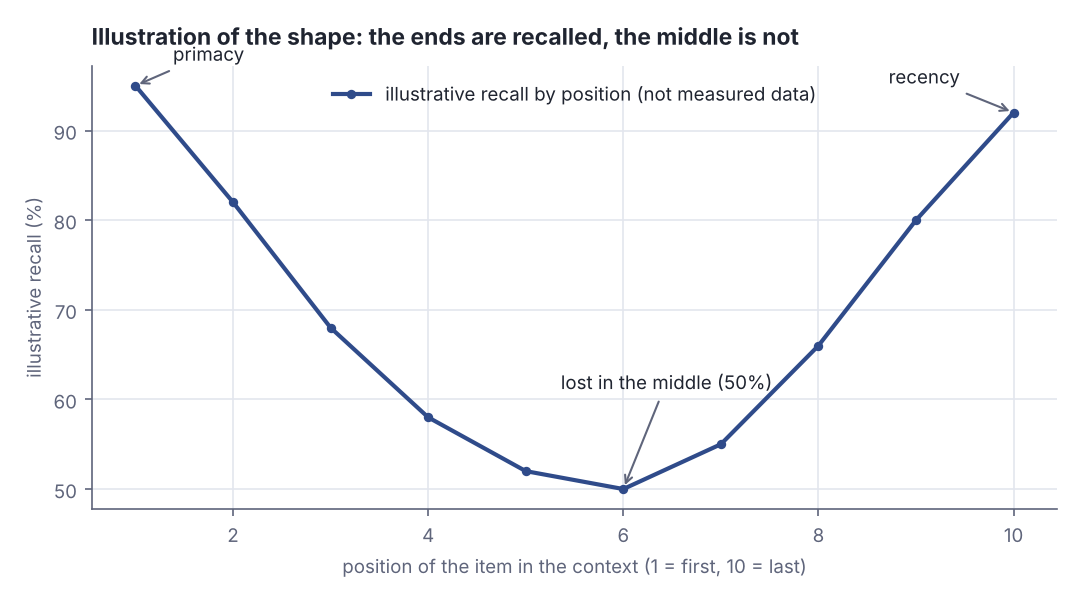 Illustration of the shape: the ends are recalled, the middle is not
primacy
recency
illustrative recall by position (not measured data)
90
80
70
60
50
illustrative recall (%)
lost in the middle (50%)
2
4
6
8
10
position of the item in the context (1 = first, 10 = last)